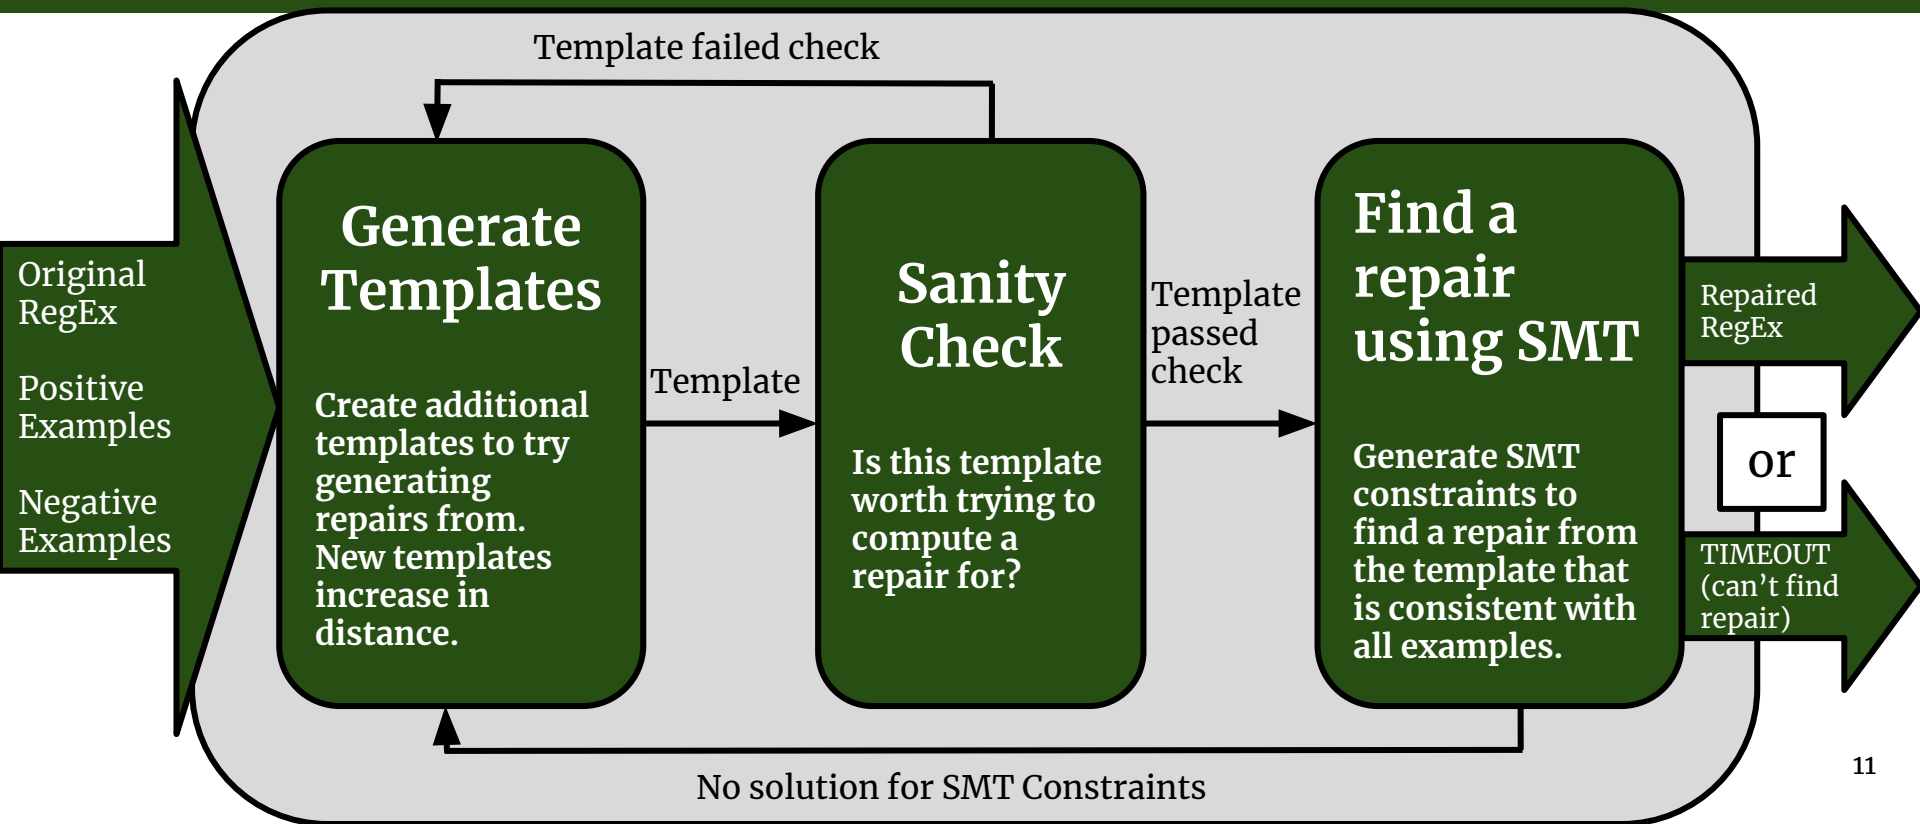 Template failed check
Original
RegEx
Positive
Examples
Negative
Examples
Generate
Templates
Create additional
templates to try
generating
repairs from.
New templates
increase in
distance.
Template
Sanity
Check
Is this template
worth trying to
compute a
repair for?
Template
passed
check
Find a
repair
using SMT
Generate SMT
constraints to
find a repair from
the template that
is consistent with
all examples.
Repaired
RegEx
or
TIMEOUT
(can’t find
repair)
No solution for SMT Constraints
11